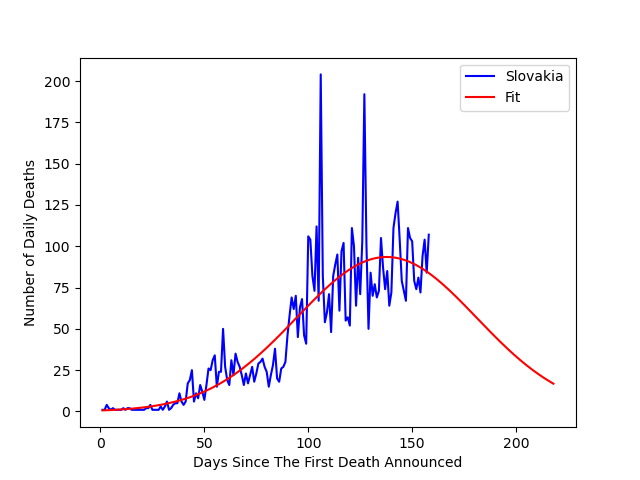 Slovakia
Fit
200
175
150
125
100
75
50
25
0
Number of Daily Deaths
0 50 100 150 200
Days Since The First Death Announced